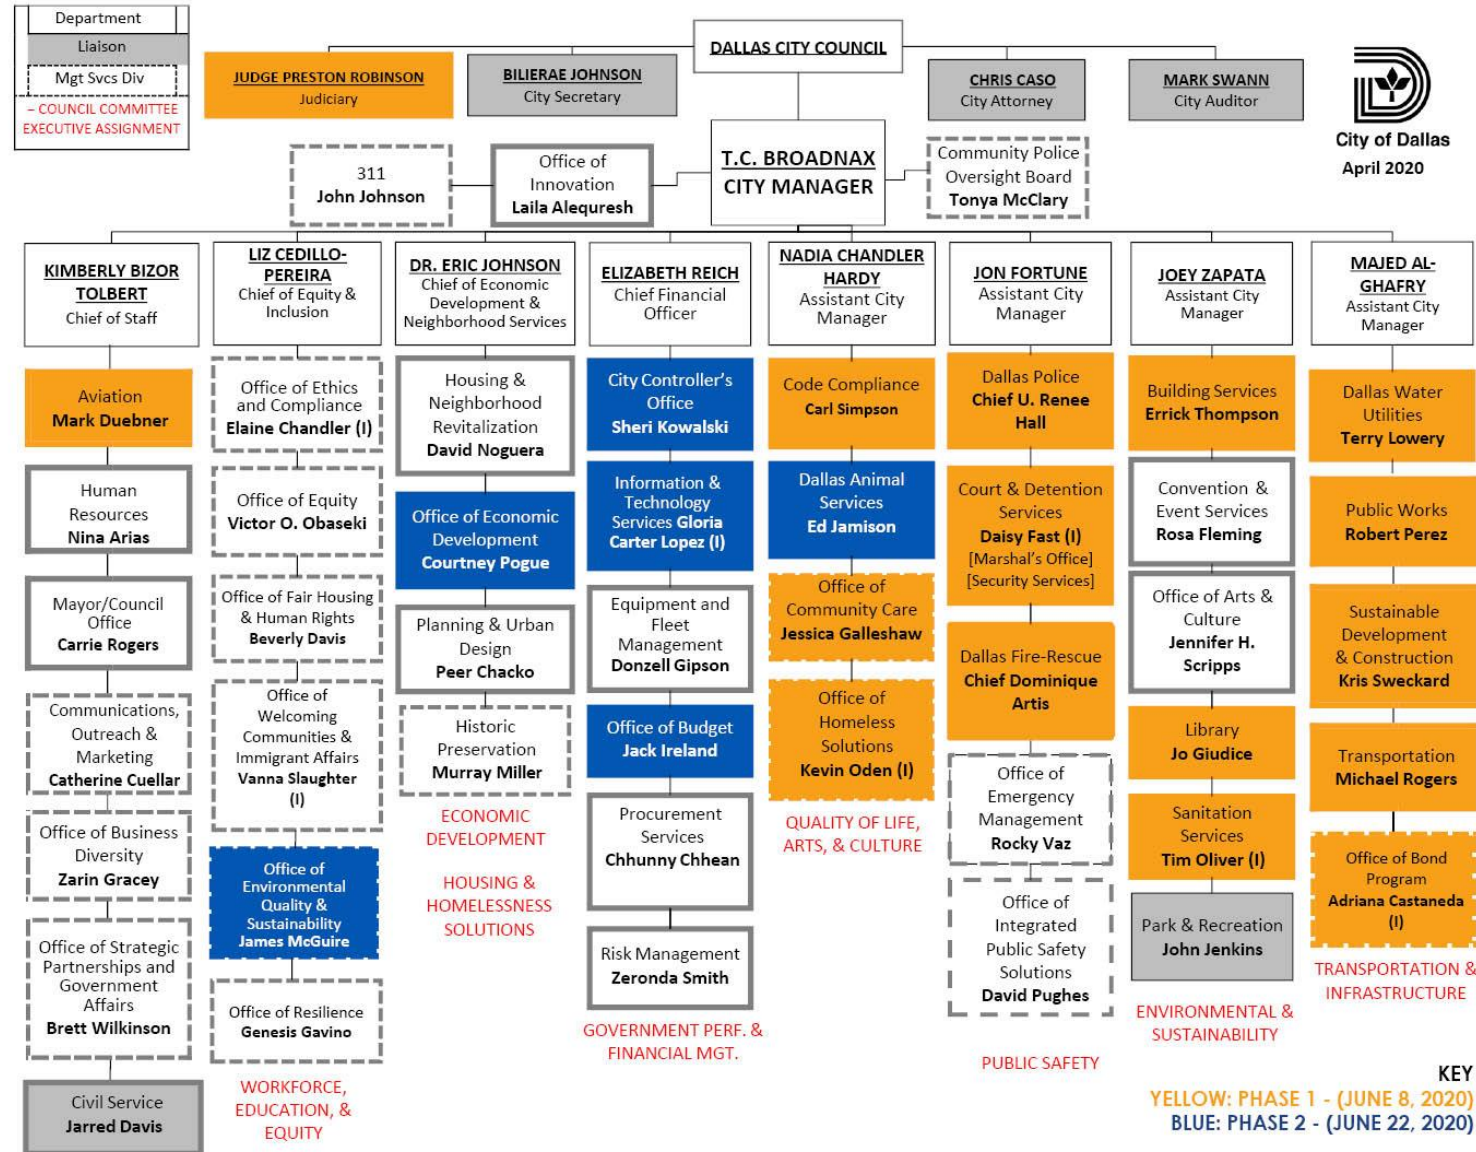 Department
Liaison
Mgt Svcs Div
– COUNCIL COMMITTEE
EXECUTIVE ASSIGNMENT
DALLAS CITY COUNCIL
JUDGE PRESTON ROBINSON
Judiciary
BILIERAE JOHNSON
City Secretary
CHRIS CASO
City Attorney
MARK SWANN
City Auditor
City of Dallas
April 2020
311
John Johnson
Office of
Innovation
Laila Alequresh
T.C. BROADNAX
CITY MANAGER
Community Police
Oversight Board
Tonya McClary
KIMBERLY BIZOR
TOLBERT
Chief of Staff
LIZ CEDILLO-
PEREIRA
Chief of Equity &
Inclusion
DR. ERIC JOHNSON
Chief of Economic
Development &
Neighborhood Services
ELIZABETH REICH
Chief Financial
Officer
NADIA CHANDLER
HARDY
Assistant City
Manager
JON FORTUNE
Assistant City
Manager
JOEY ZAPATA
Assistant City
Manager
MAJED AL-
GHAFRY
Assistant City
Manager
Aviation
Mark Duebner
Human
Resources
Nina Arias
Mayor/Council
Office
Carrie Rogers
Communications,
Outreach &
Marketing
Catherine Cuellar
Office of Business
Diversity
Zarin Gracey
Office of Strategic
Partnerships and
Government
Affairs
Brett Wilkinson
Civil Service
Jarred Davis
Office of Ethics
and Compliance
Elaine Chandler (I)
Office of Equity
Victor O. Obaseki
Office of Fair Housing
& Human Rights
Beverly Davis
Office of
Welcoming
Communities &
Immigrant Affairs
Vanna Slaughter
(I)
Office of
Environmental
Quality &
Sustainability
James McGuire
Office of Resilience
Genesis Gavino
WORKFORCE,
EDUCATION, &
EQUITY
Housing &
Neighborhood
Revitalization
David Noguera
Office of Economic
Development
Courtney Pogue
Planning & Urban
Design
Peer Chacko
Historic
Preservation
Murray Miller
ECONOMIC
DEVELOPMENT
HOUSING &
HOMELESSNESS
SOLUTIONS
City Controller's
Office
Sheri Kowalski
Information &
Technology
Services Gloria
Carter Lopez (I)
Equipment and
Fleet
Management
Donzell Gipson
Office of Budget
Jack Ireland
Procurement
Services
Chhunny Chhean
Risk Management
Zeronda Smith
GOVERNMENT PERF. &
FINANCIAL MGT.
Code Compliance
Carl Simpson
Dallas Animal
Services
Ed Jamison
Office of
Community Care
Jessica Galleshaw
Office of
Homeless
Solutions
Kevin Oden (I)
QUALITY OF LIFE,
ARTS, & CULTURE
Dallas Police
Chief U. Renee
Hall
Court & Detention
Services
Daisy Fast (I)
[Marshal's Office]
[Security Services]
Dallas Fire-Rescue
Chief Dominique
Artis
Office of
Emergency
Management
Rocky Vaz
Office of
Integrated
Public Safety
Solutions
David Pughes
PUBLIC SAFETY
Building Services
Errick Thompson
Convention &
Event Services
Rosa Fleming
Office of Arts &
Culture
Jennifer H.
Scripps
Library
Jo Giudice
Sanitation
Services
Tim Oliver (I)
Park & Recreation
John Jenkins
ENVIRONMENTAL &
SUSTAINABILITY
Dallas Water
Utilities
Terry Lowery
Public Works
Robert Perez
Sustainable
Development
& Construction
Kris Sweckard
Transportation
Michael Rogers
Office of Bond
Program
Adriana Castaneda
(I)
TRANSPORTATION &
INFRASTRUCTURE
KEY
YELLOW: PHASE 1 - (JUNE 8, 2020)
BLUE: PHASE 2 - (JUNE 22, 2020)